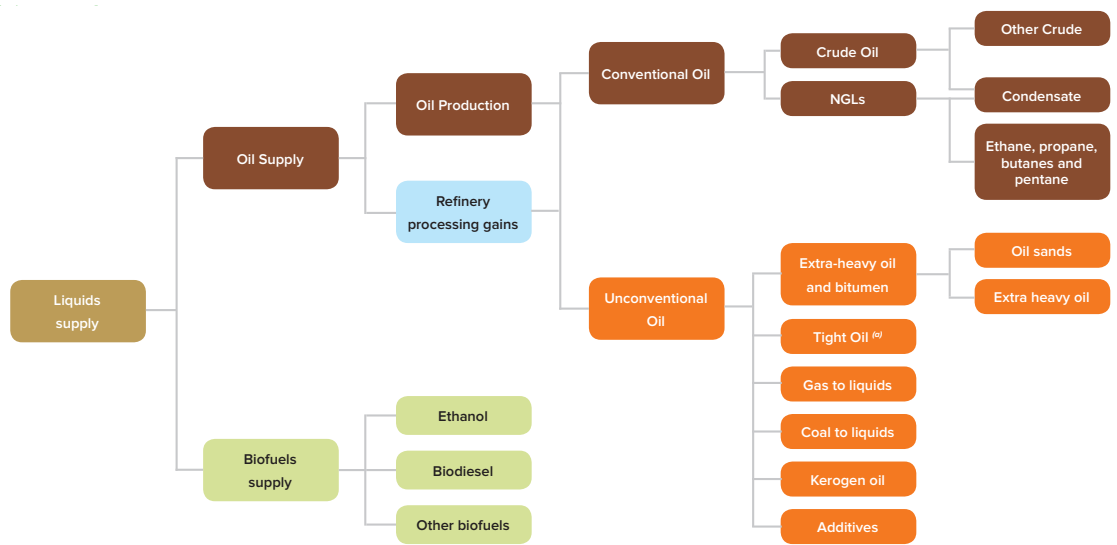 Liquids
supply
Oil Supply
Biofuels
supply
Oil Production
Refinery
processing gains
Ethanol
Biodiesel
Other biofuels
Conventional Oil
Unconventional
Oil
Crude Oil
NGLs
Extra-heavy oil
and bitumen
Tight Oil (a)
Gas to liquids
Coal to liquids
Kerogen oil
Additives
Other Crude
Condensate
Ethane, propane,
butanes and
pentane
Oil sands
Extra heavy oil